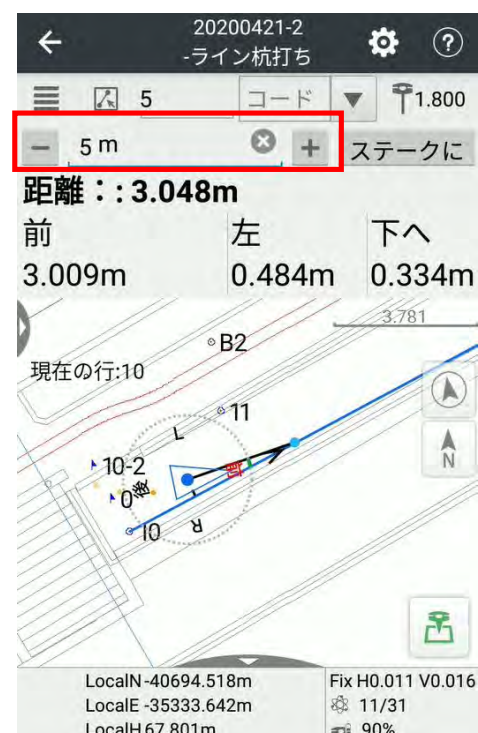 20200421-2
-ライン杭打ち
5 コード 1.800
5 m ステークに
距離：: 3.048m
前 左 下へ
3.009m 0.484m 0.334m
3.781
B2
現在の行:10
11
L
前
N
10-2
0
後
10
R
LocalN -40694.518m Fix H0.011 V0.016
LocalE -35333.642m 11/31
LocalH 67.801m 90%